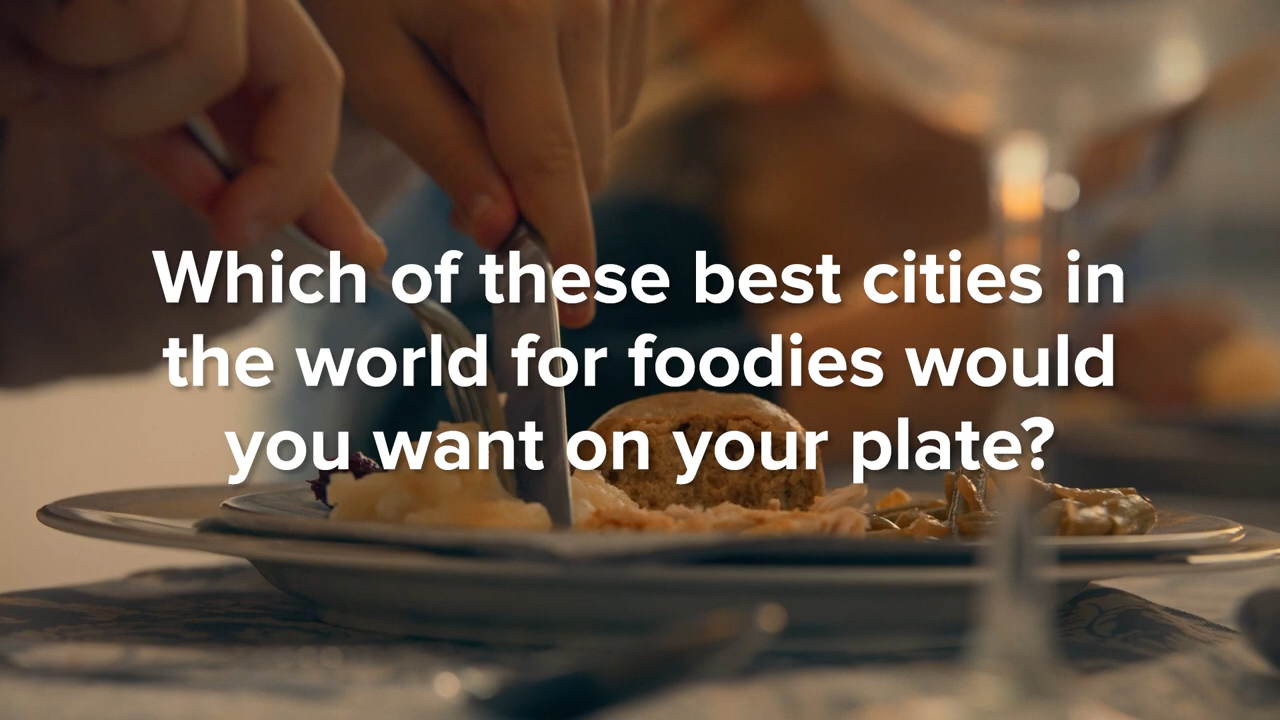 Which of these best cities in
the world for foodies would
you want on your plate?